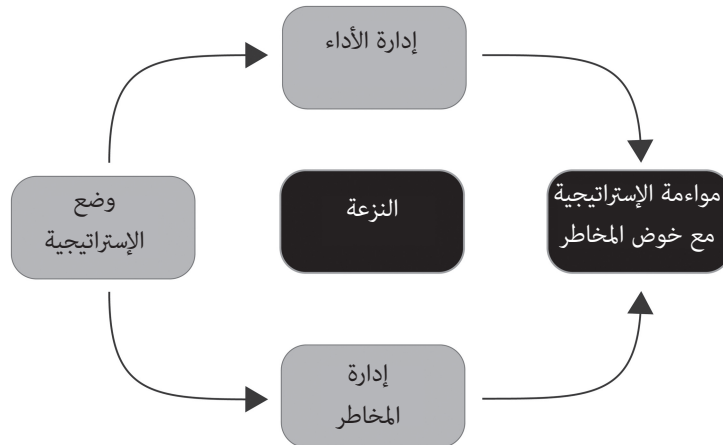 إدارة الأداء
مواءمة الإستراتيجية
مع خوض المخاطر
النزعة
وضع
الإستراتيجية
إدارة
المخاطر